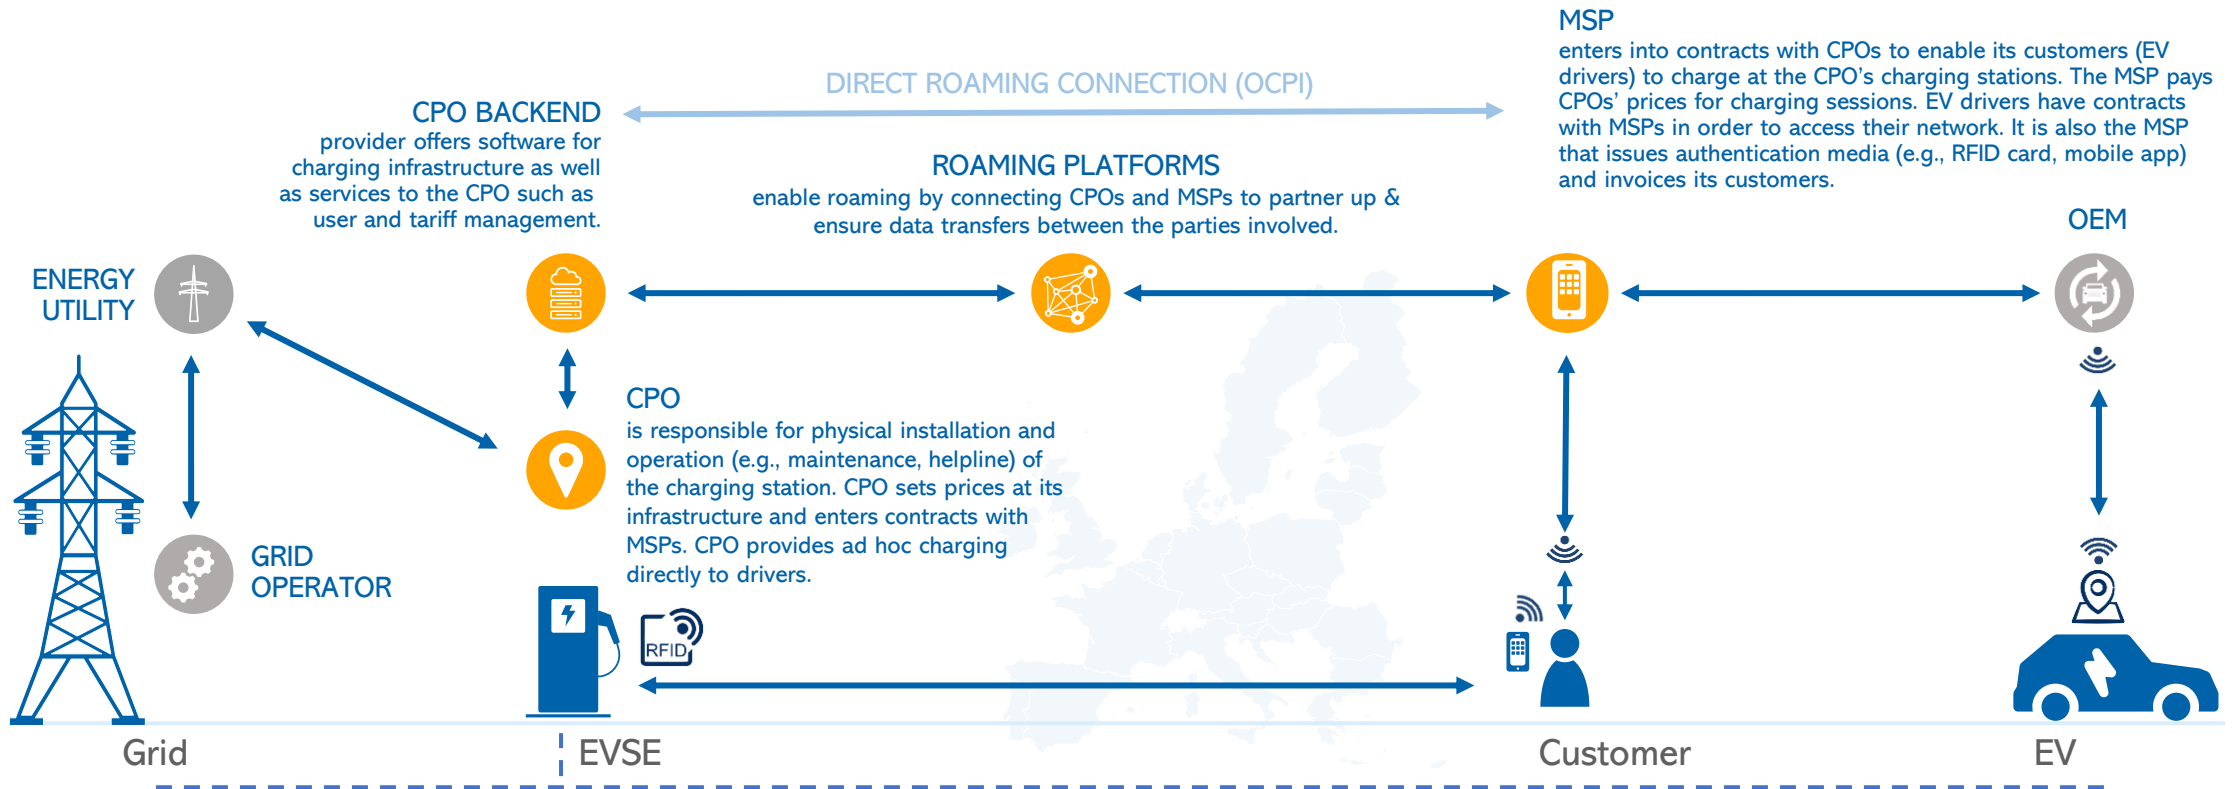 MSP
enters into contracts with CPOs to enable its customers (EV
drivers) to charge at the CPO's charging stations. The MSP pays
CPOs' prices for charging sessions. EV drivers have contracts
with MSPs in order to access their network. It is also the MSP
that issues authentication media (e.g., RFID card, mobile app)
and invoices its customers.
DIRECT ROAMING CONNECTION (OCPI)
CPO BACKEND
provider offers software for
charging infrastructure as well
as services to the CPO such as
user and tariff management.
ROAMING PLATFORMS
enable roaming by connecting CPOs and MSPs to partner up &
ensure data transfers between the parties involved.
OEM
ENERGY
UTILITY
CPO
is responsible for physical installation and
operation (e.g., maintenance, helpline) of
the charging station. CPO sets prices at its
infrastructure and enters contracts with
MSPs. CPO provides ad hoc charging
directly to drivers.
GRID
OPERATOR
RFID
Grid
EVSE
Customer
EV